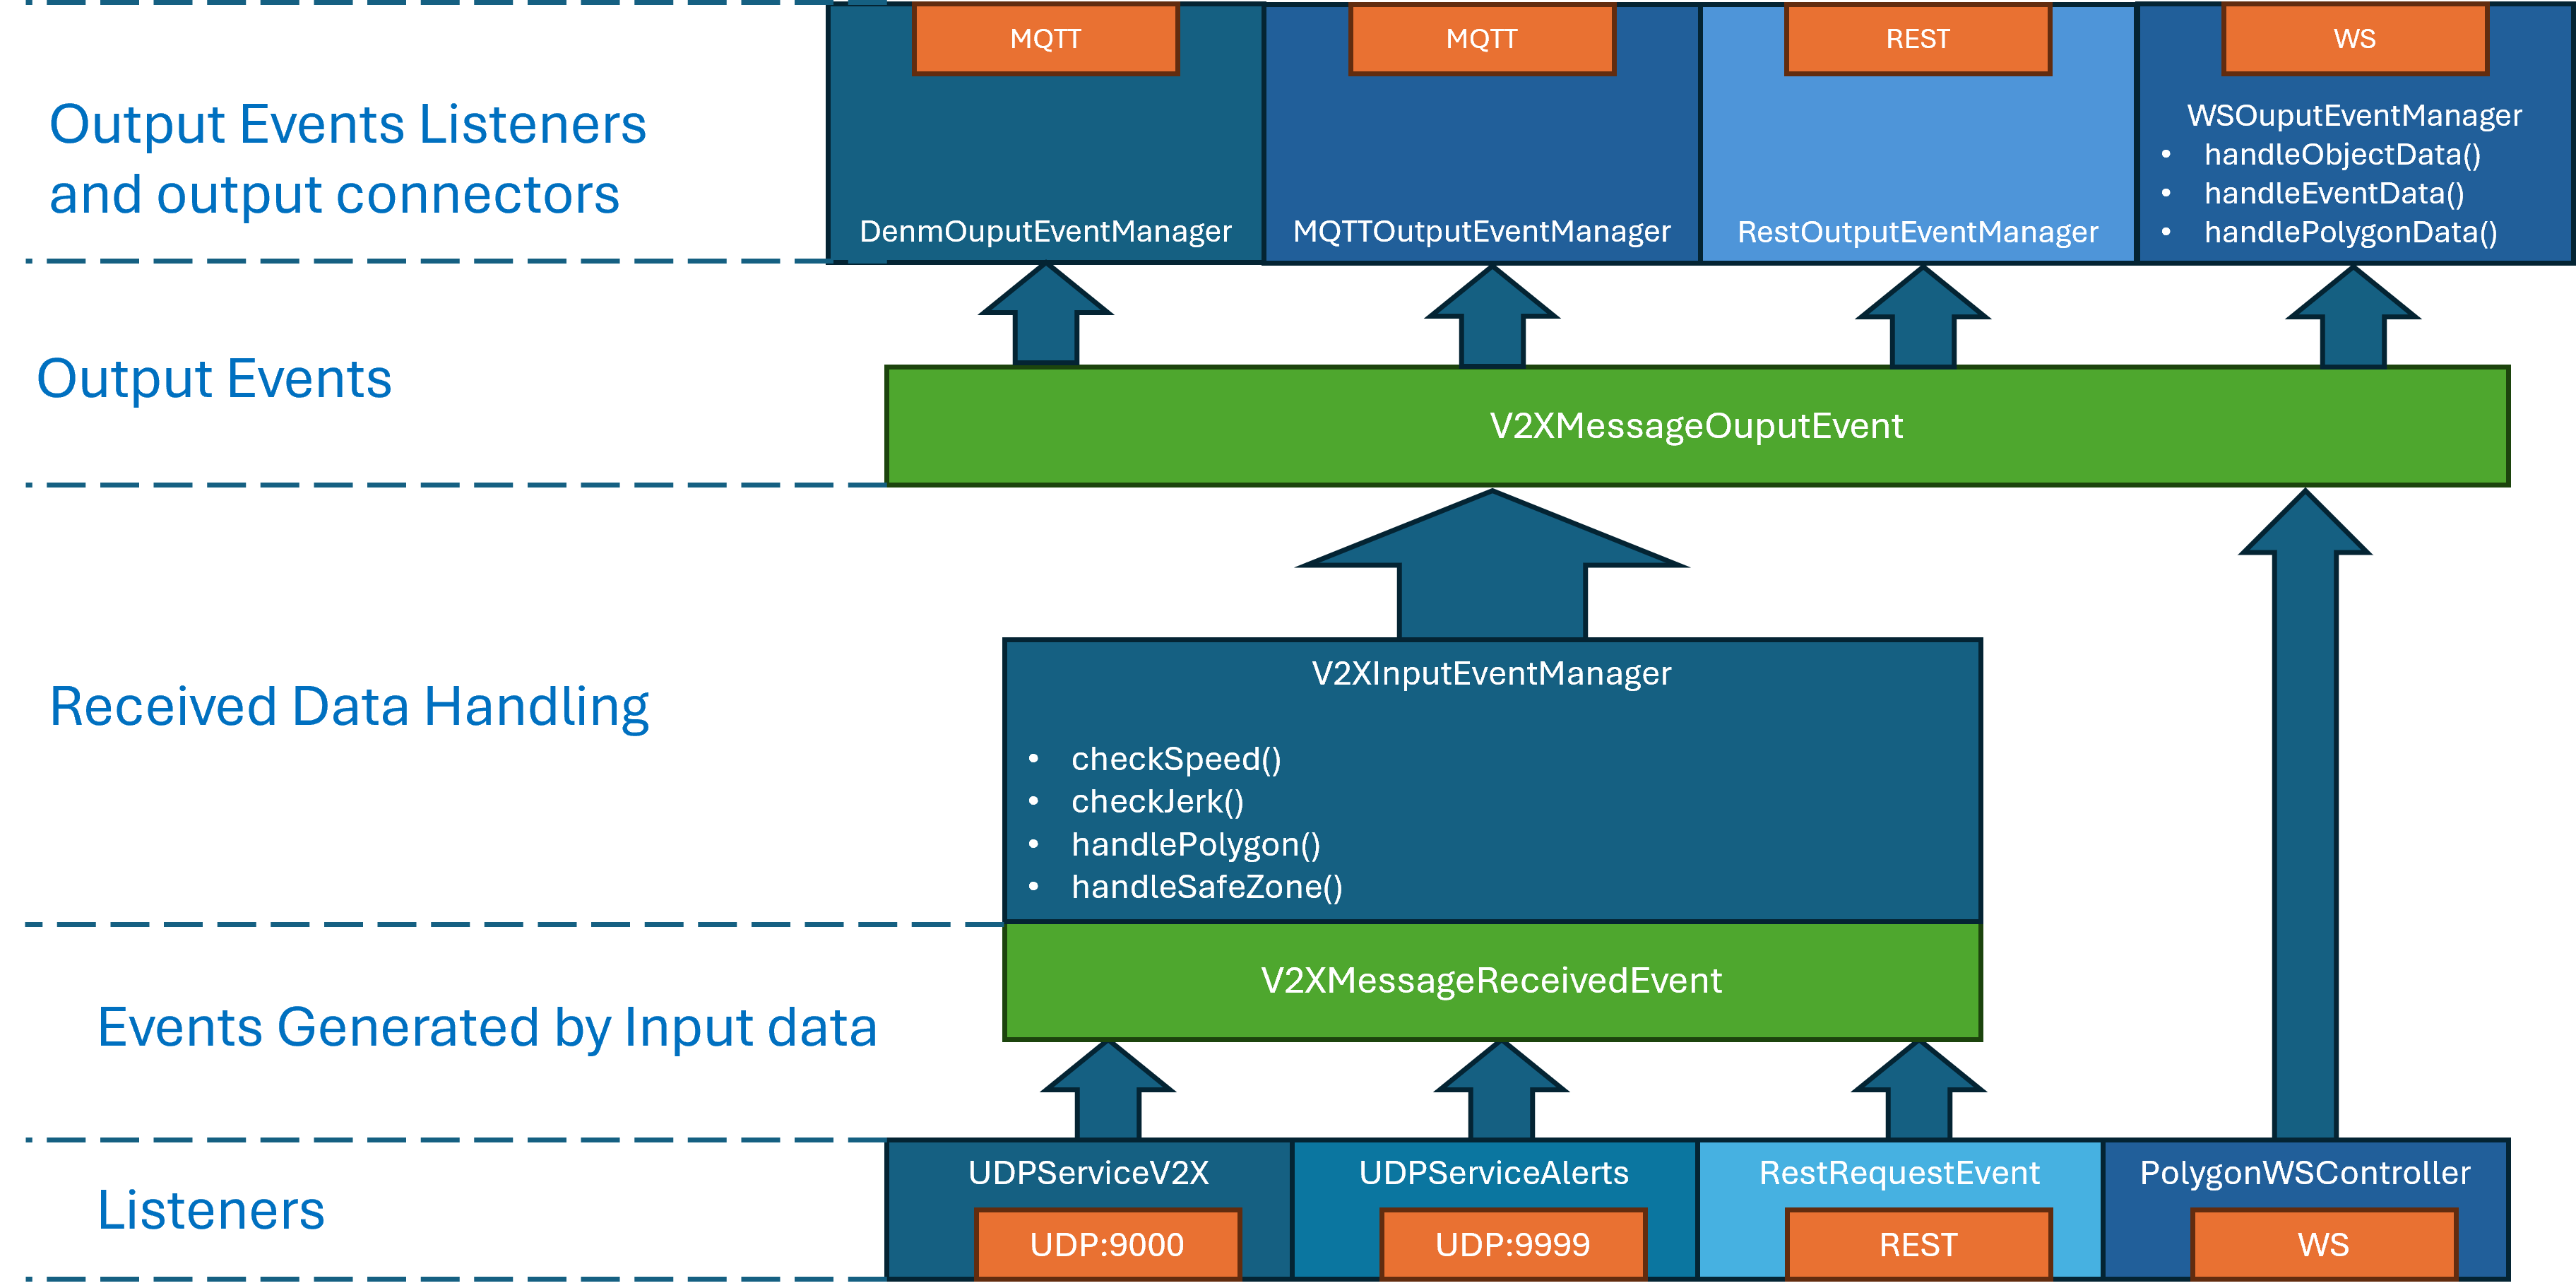 MQTT
MQTT
REST
WS
Output Events Listeners
and output connectors
DenmOuputEventManager
MQTTOutputEventManager
RestOutputEventManager
WSOuputEventManager
• handleObjectData()
• handleEventData()
• handlePolygonData()
Output Events
V2XMessageOuputEvent
Received Data Handling
V2XInputEventManager
• checkSpeed()
• checkJerk()
• handlePolygon()
• handleSafeZone()
Events Generated by Input data
V2XMessageReceivedEvent
Listeners
UDPServiceV2X
UDPServiceAlerts
RestRequestEvent
PolygonWSController
UDP:9000
UDP:9999
REST
WS